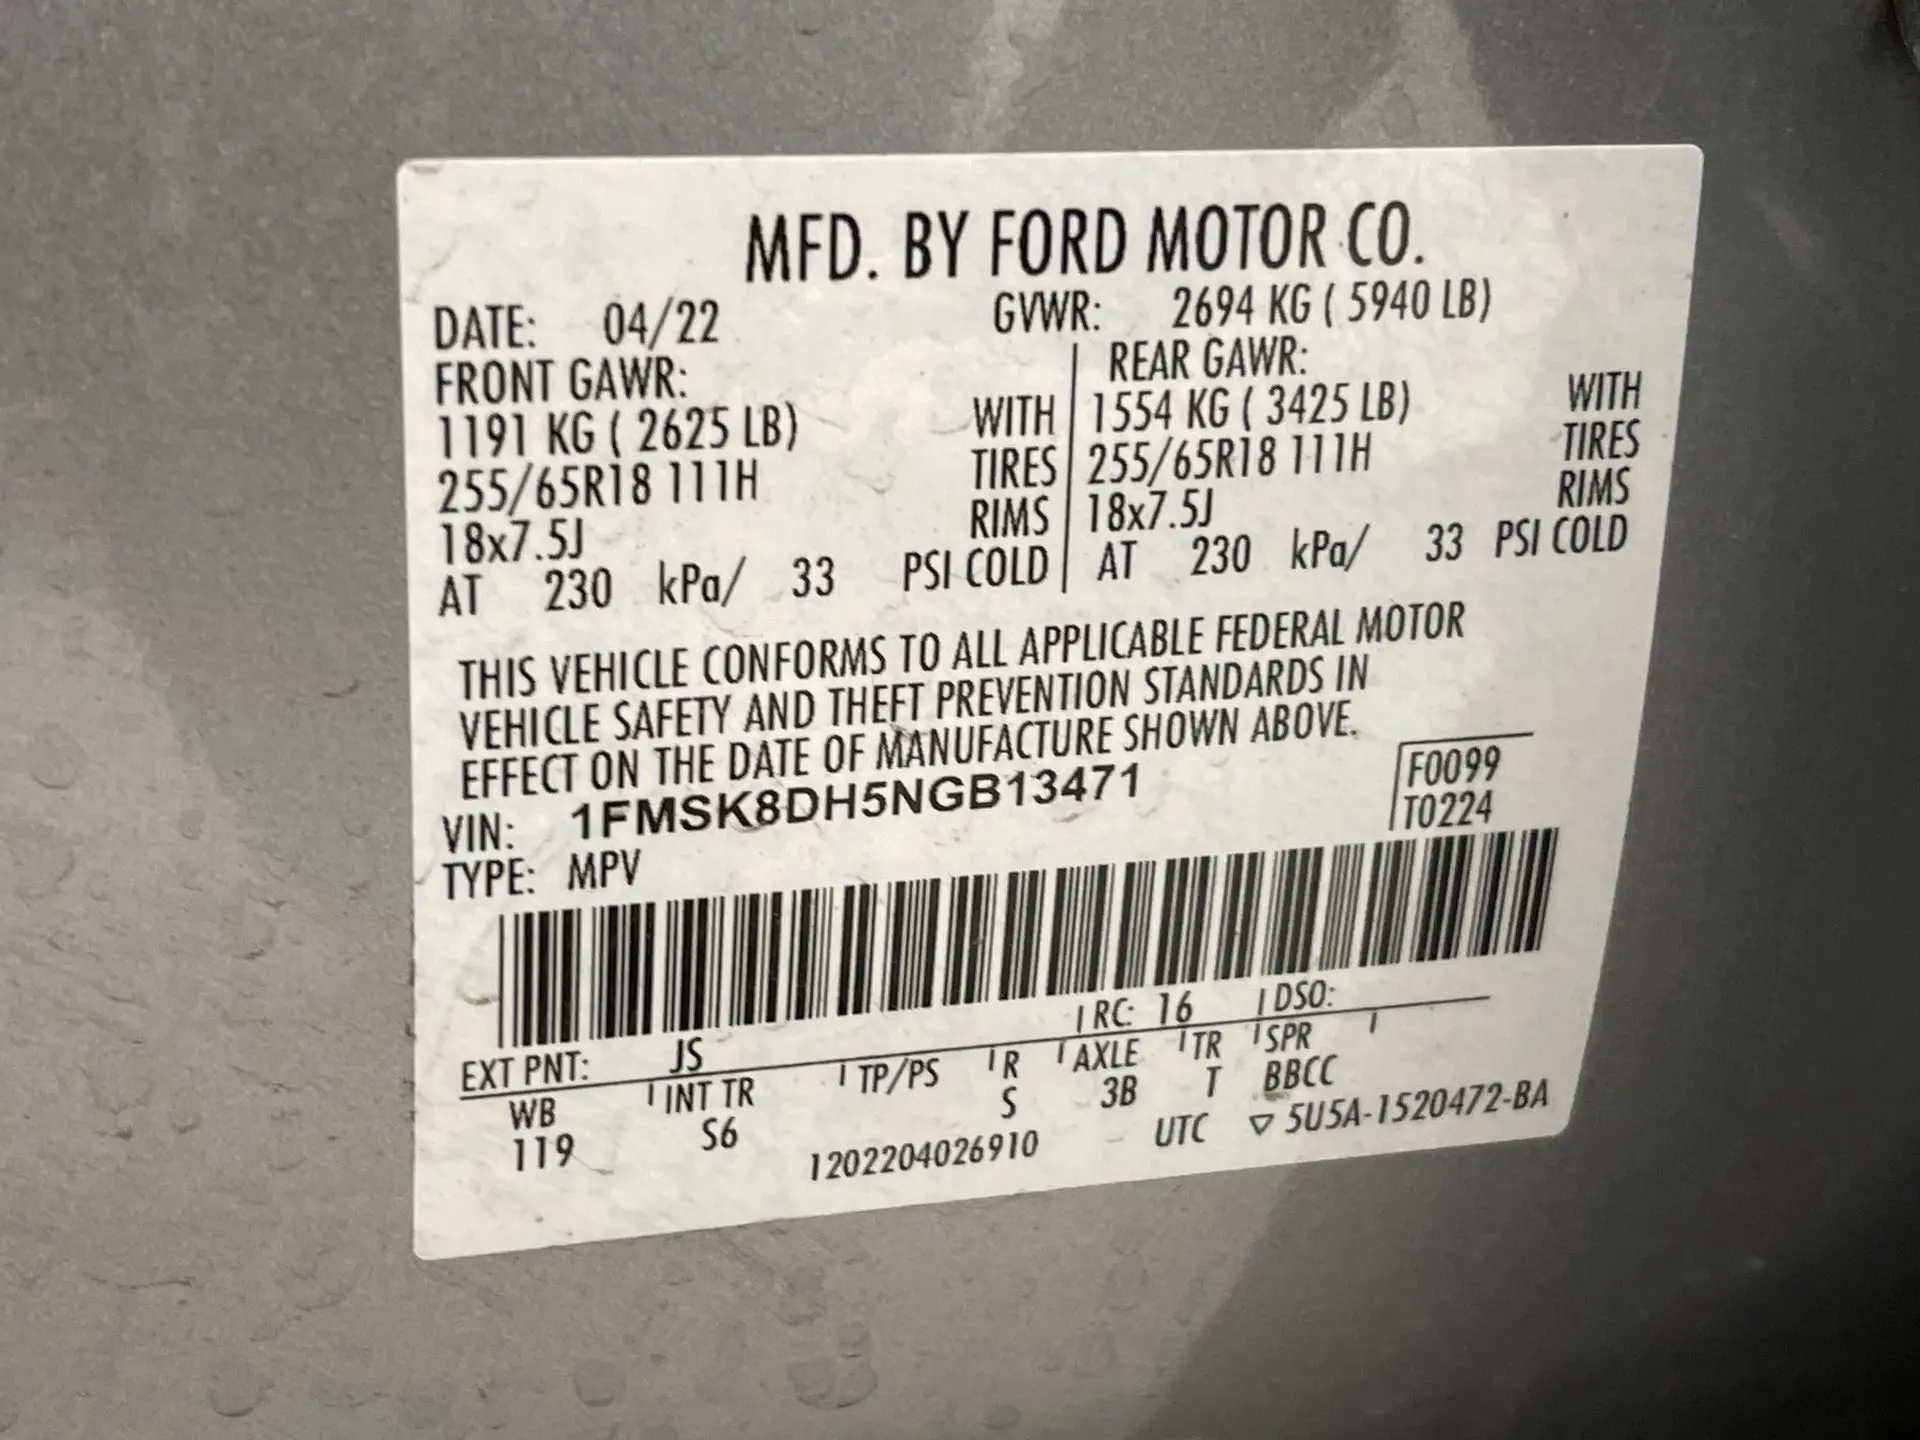 MFD. BY FORD MOTOR CO.
DATE: 04/22 GVWR: 2694 KG ( 5940 LB)
FRONT GAWR: REAR GAWR:
1191 KG ( 2625 LB) WITH 1554 KG ( 3425 LB) WITH
255/65R18 111H TIRES 255/65R18 111H TIRES
18x7.5J RIMS 18x7.5J RIMS
AT 230 kPa/ 33 PSI COLD AT 230 kPa/ 33 PSI COLD
THIS VEHICLE CONFORMS TO ALL APPLICABLE FEDERAL MOTOR
VEHICLE SAFETY AND THEFT PREVENTION STANDARDS IN
EFFECT ON THE DATE OF MANUFACTURE SHOWN ABOVE.
VIN: 1FMSK8DH5NGB13471 F0099
TYPE: MPV T0224
EXT PNT: JS RC: 16 DSO:
WB INT TR TP/PS R AXLE TR SPR
119 S6 S 3B T BBCC
1202204026910 UTC ▽ 5U5A-1520472-BA